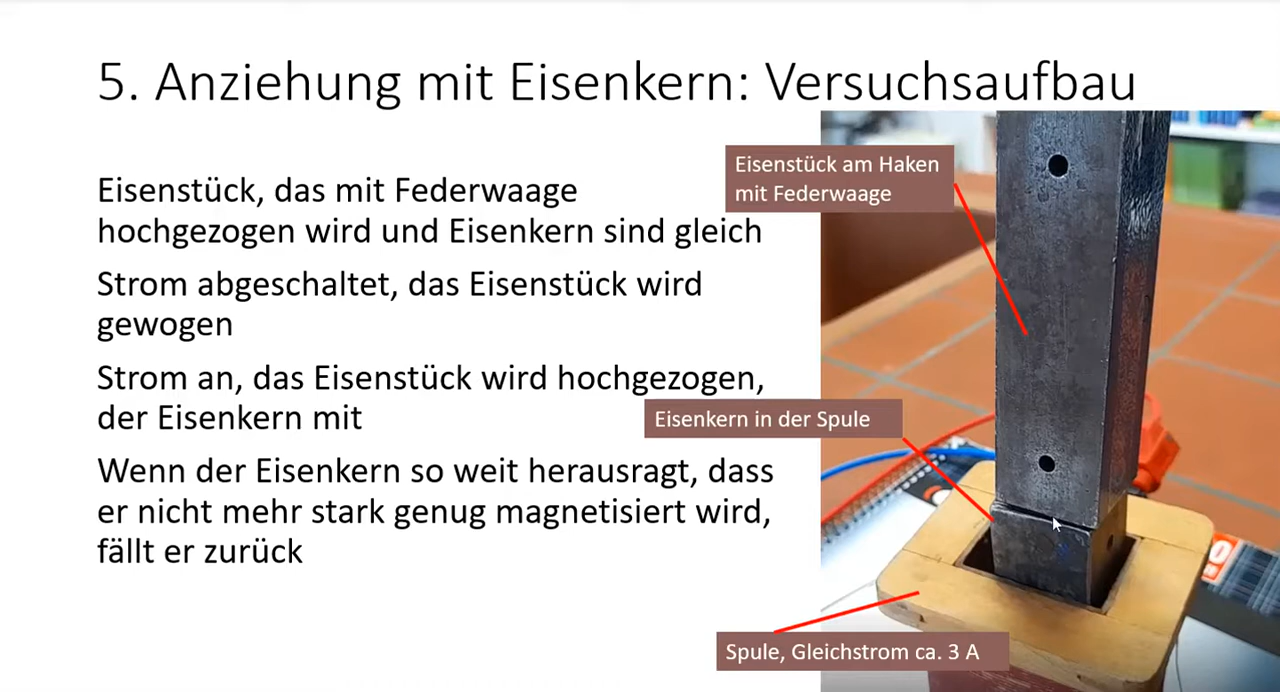 5. Anziehung mit Eisenkern: Versuchsaufbau
Eisenstück, das mit Federwaage
hochgezogen wird und Eisenkern sind gleich
Strom abgeschaltet, das Eisenstück wird
gewogen
Strom an, das Eisenstück wird hochgezogen,
der Eisenkern mit
Wenn der Eisenkern so weit herausragt, dass
er nicht mehr stark genug magnetisiert wird,
fällt er zurück
Eisenstück am Haken
mit Federwaage
Eisenkern in der Spule
Spule, Gleichstrom ca. 3 A